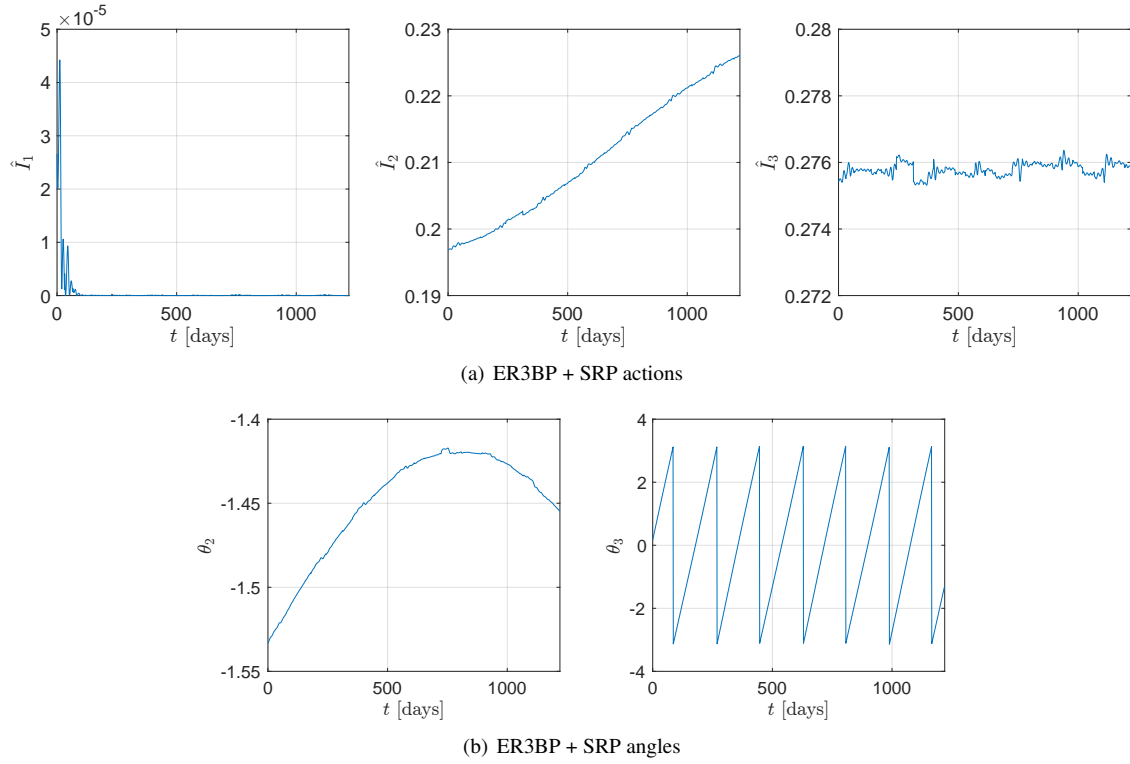 ×10⁻⁵
5
4
3
2
1
0
Î₁
0 500 1000
t [days]
0.23
0.22
0.21
0.2
0.19
Î₂
0 500 1000
t [days]
0.28
0.278
0.276
0.274
0.272
Î₃
0 500 1000
t [days]
(a) ER3BP + SRP actions
-1.4
-1.45
-1.5
-1.55
θ₂
0 500 1000
t [days]
4
2
0
-2
-4
θ₃
0 500 1000
t [days]
(b) ER3BP + SRP angles